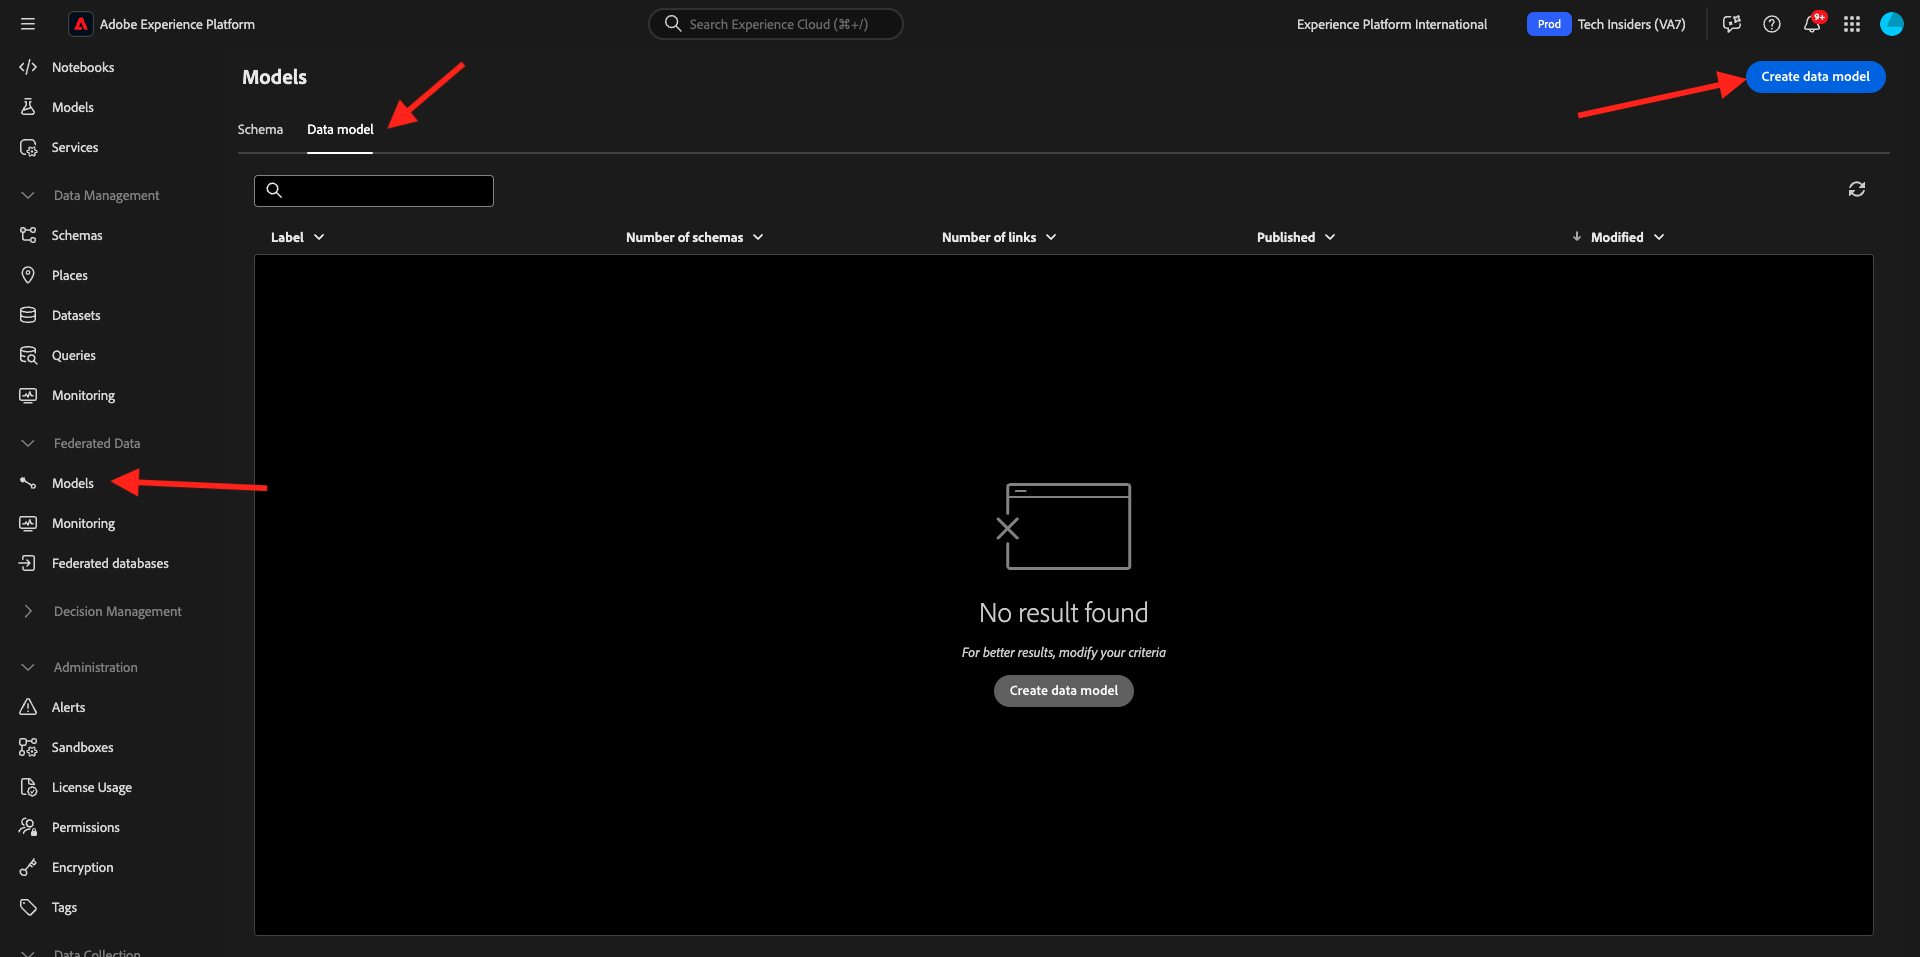 Adobe Experience Platform
Search Experience Cloud (⌘+/)
Experience Platform International
Prod
Tech Insiders (VA7)
9+
Notebooks
Models
Services
Data Management
Schemas
Places
Datasets
Queries
Monitoring
Federated Data
Models
Monitoring
Federated databases
Decision Management
Administration
Alerts
Sandboxes
License Usage
Permissions
Encryption
Tags
Data Collection
Models
Create data model
Schema
Data model
Label
Number of schemas
Number of links
Published
Modified
No result found
For better results, modify your criteria
Create data model